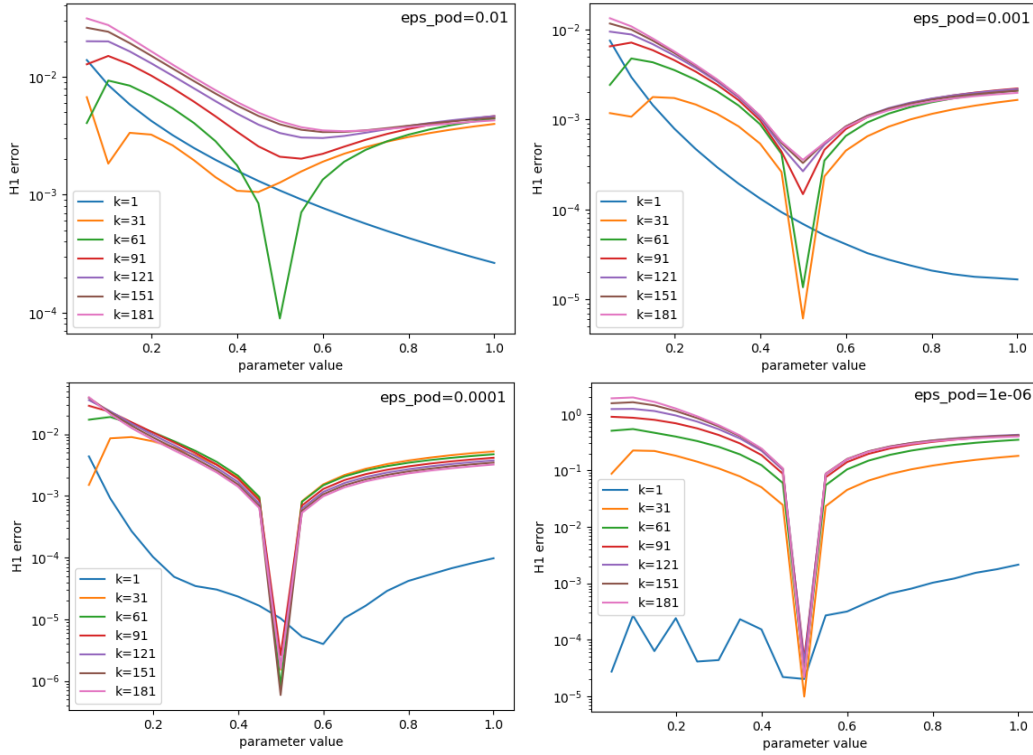 eps_pod=0.01
10⁻²
10⁻³
10⁻⁴
H1 error
k=1
k=31
k=61
k=91
k=121
k=151
k=181
0.2 0.4 0.6 0.8 1.0
parameter value
eps_pod=0.001
10⁻²
10⁻³
10⁻⁴
10⁻⁵
H1 error
k=1
k=31
k=61
k=91
k=121
k=151
k=181
0.2 0.4 0.6 0.8 1.0
parameter value
eps_pod=0.0001
10⁻²
10⁻³
10⁻⁴
10⁻⁵
10⁻⁶
H1 error
k=1
k=31
k=61
k=91
k=121
k=151
k=181
0.2 0.4 0.6 0.8 1.0
parameter value
eps_pod=1e-06
10⁰
10⁻¹
10⁻²
10⁻³
10⁻⁴
10⁻⁵
H1 error
k=1
k=31
k=61
k=91
k=121
k=151
k=181
0.2 0.4 0.6 0.8 1.0
parameter value